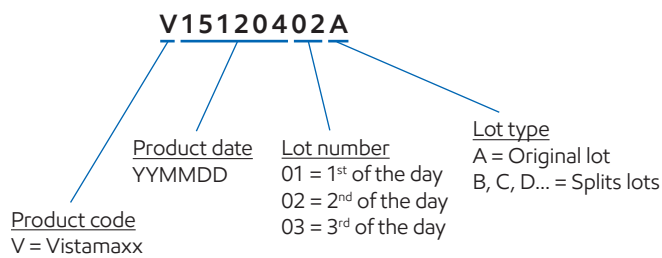 V15120402A
Product code
V = Vistamaxx
Product date
YYMMDD
Lot number
01 = 1st of the day
02 = 2nd of the day
03 = 3rd of the day
Lot type
A = Original lot
B, C, D... = Splits lots